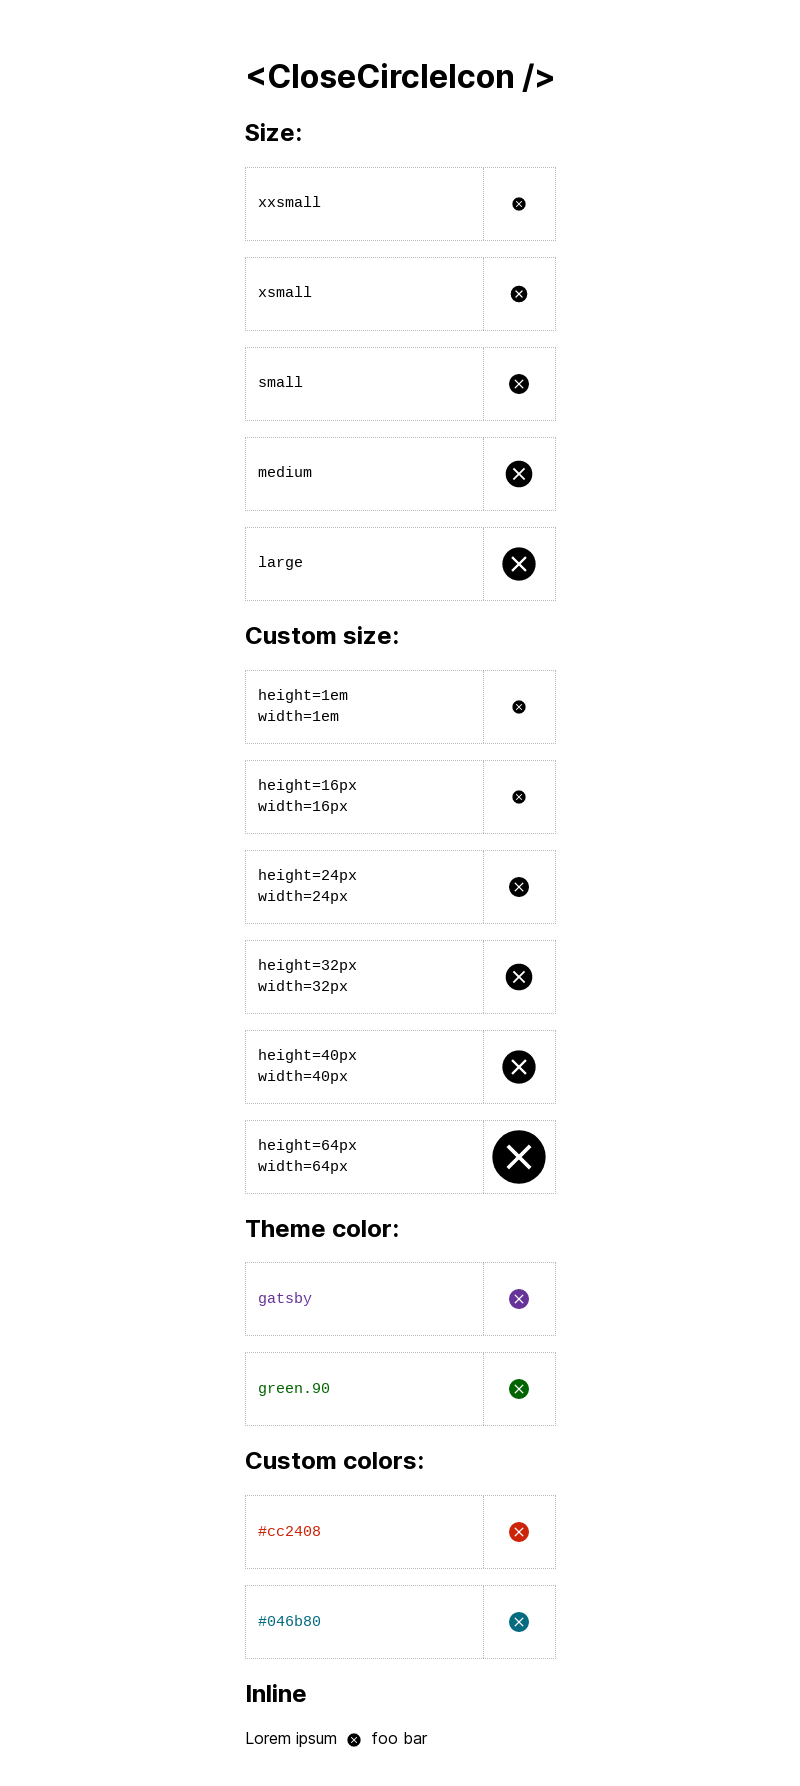 <CloseCircleIcon />
Size:
xxsmall
xsmall
small
medium
large
Custom size:
height=1em
width=1em
height=16px
width=16px
height=24px
width=24px
height=32px
width=32px
height=40px
width=40px
height=64px
width=64px
Theme color:
gatsby
green.90
Custom colors:
#cc2408
#046b80
Inline
Lorem ipsum foo bar